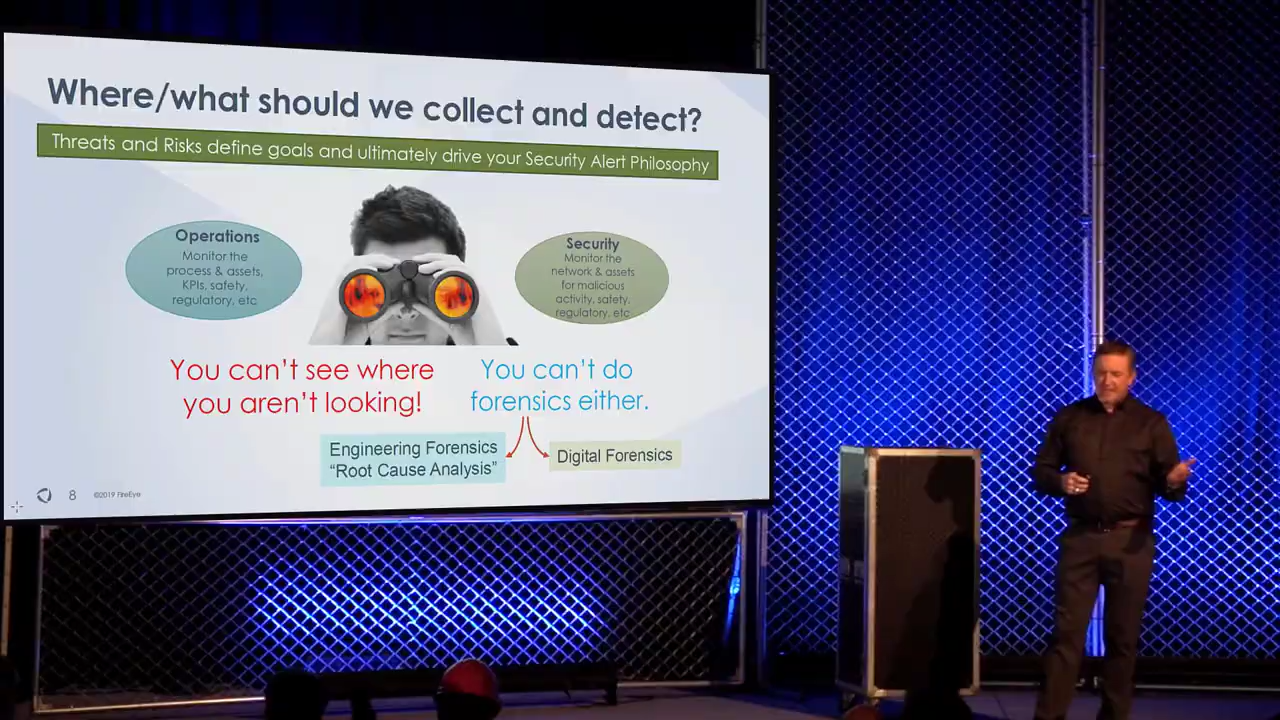 Where/what should we collect and detect?
Threats and Risks define goals and ultimately drive your Security Alert Philosophy
Operations
Monitor the
process & assets,
KPIs, safety,
regulatory, etc
Security
Monitor the
network & assets
for malicious
activity, safety,
regulatory, etc
You can't see where
you aren't looking!
You can't do
forensics either.
Engineering Forensics
"Root Cause Analysis"
Digital Forensics
8 ©2019 FireEye